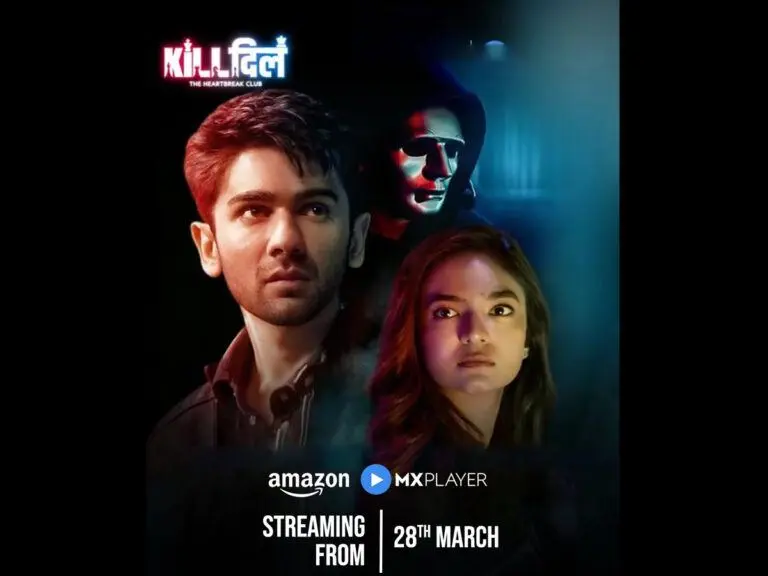 KILLदिल
THE HEARTBREAK CLUB
amazon MXPLAYER
STREAMING FROM
28TH MARCH